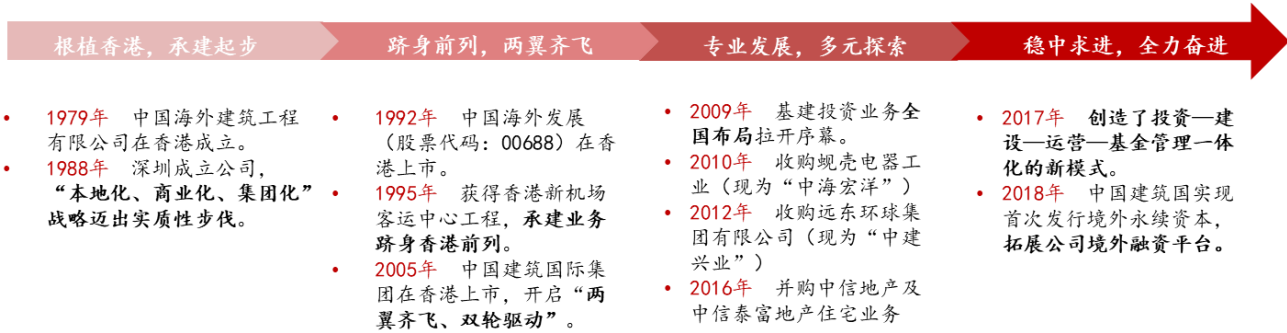 根植香港，承建起步
跻身前列，两翼齐飞
专业发展，多元探索
稳中求进，全力奋进
• 1979年 中国海外建筑工程
有限公司在香港成立。
• 1988年 深圳成立公司，
“本地化、商业化、集团化”
战略迈出实质性步伐。
• 1992年 中国海外发展
（股票代码：00688）在香
港上市。
• 1995年 获得香港新机场
客运中心工程，承建业务
跻身香港前列。
• 2005年 中国建筑国际集
团在香港上市，开启“两
翼齐飞、双轮驱动”。
• 2009年 基建投资业务全
国布局拉开序幕。
• 2010年 收购蚬壳电器工
业（现为“中海宏洋”）
• 2012年 收购远东环球集
团有限公司（现为“中建
兴业”）
• 2016年 并购中信地产及
中信泰富地产住宅业务
• 2017年 创造了投资—建
设—运营—基金管理一体
化的新模式。
• 2018年 中国建筑国实现
首次发行境外永续资本，
拓展公司境外融资平台。